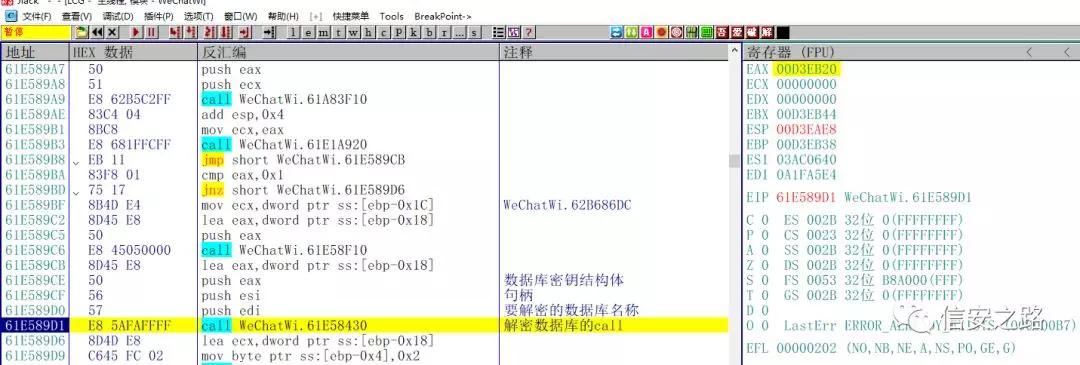 Jlack - - [LCG - 主线程, 模块 - WeChatWi]
文件(F) 查看(V) 调试(D) 插件(P) 选项(T) 窗口(W) 帮助(H) [+] 快捷菜单 Tools BreakPoint->
暂停 l e m t w h c P k b r ... s ? 吾 爱 破 解
地址 HEX 数据 反汇编 注释 寄存器 (FPU) < <
61E589A7 50 push eax
61E589A8 51 push ecx
61E589A9 E8 62B5C2FF call WeChatWi.61A83F10
61E589AE 83C4 04 add esp,0x4
61E589B1 8BC8 mov ecx,eax
61E589B3 E8 681FFCFF call WeChatWi.61E1A920
61E589B8 EB 11 jmp short WeChatWi.61E589CB
61E589BA 83F8 01 cmp eax,0x1
61E589BD 75 17 jnz short WeChatWi.61E589D6
61E589BF 8B4D E4 mov ecx,dword ptr ss:[ebp-0x1C] WeChatWi.62B686DC
61E589C2 8D45 E8 lea eax,dword ptr ss:[ebp-0x18]
61E589C5 50 push eax
61E589C6 E8 45050000 call WeChatWi.61E58F10
61E589CB 8D45 E8 lea eax,dword ptr ss:[ebp-0x18]
61E589CE 50 push eax 数据库密钥结构体
61E589CF 56 push esi 句柄
61E589D0 57 push edi 要解密的数据库名称
61E589D1 E8 5AFAFFFF call WeChatWi.61E58430 解密数据库的call
61E589D6 8D4D E8 lea ecx,dword ptr ss:[ebp-0x18]
61E589D9 C645 FC 02 mov byte ptr ss:[ebp-0x4],0x2
EAX 00D3EB20
ECX 00000000
EDX 00000000
EBX 00D3EB44
ESP 00D3EAE8
EBP 00D3EB38
ESI 03AC0640
EDI 0A1FA5E4
EIP 61E589D1 WeChatWi.61E589D1
C 0 ES 002B 32位 0(FFFFFFFF)
P 0 CS 0023 32位 0(FFFFFFFF)
A 0 SS 002B 32位 0(FFFFFFFF)
Z 0 DS 002B 32位 0(FFFFFFFF)
S 0 FS 0053 32位 B8A000(FFF)
T 0 GS 002B 32位 0(FFFFFFFF)
D 0
O 0 LastErr
EFL 00000202 (NO,NB,NE,A,NS,PO,GE,G)
信安之路